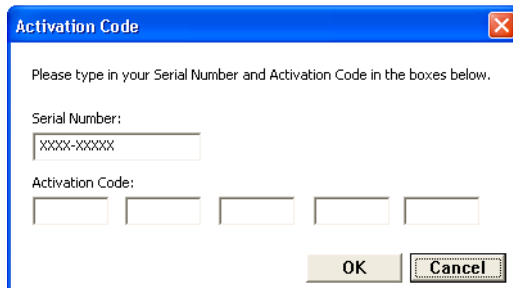 Activation Code
Please type in your Serial Number and Activation Code in the boxes below.
Serial Number:
XXXX-XXXXX
Activation Code:
OK Cancel